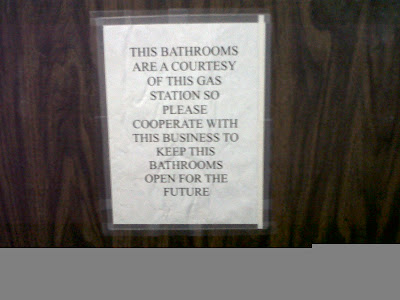 THIS BATHROOMS
ARE A COURTESY
OF THIS GAS
STATION SO
PLEASE
COOPERATE WITH
THIS BUSINESS TO
KEEP THIS
BATHROOMS
OPEN FOR THE
FUTURE